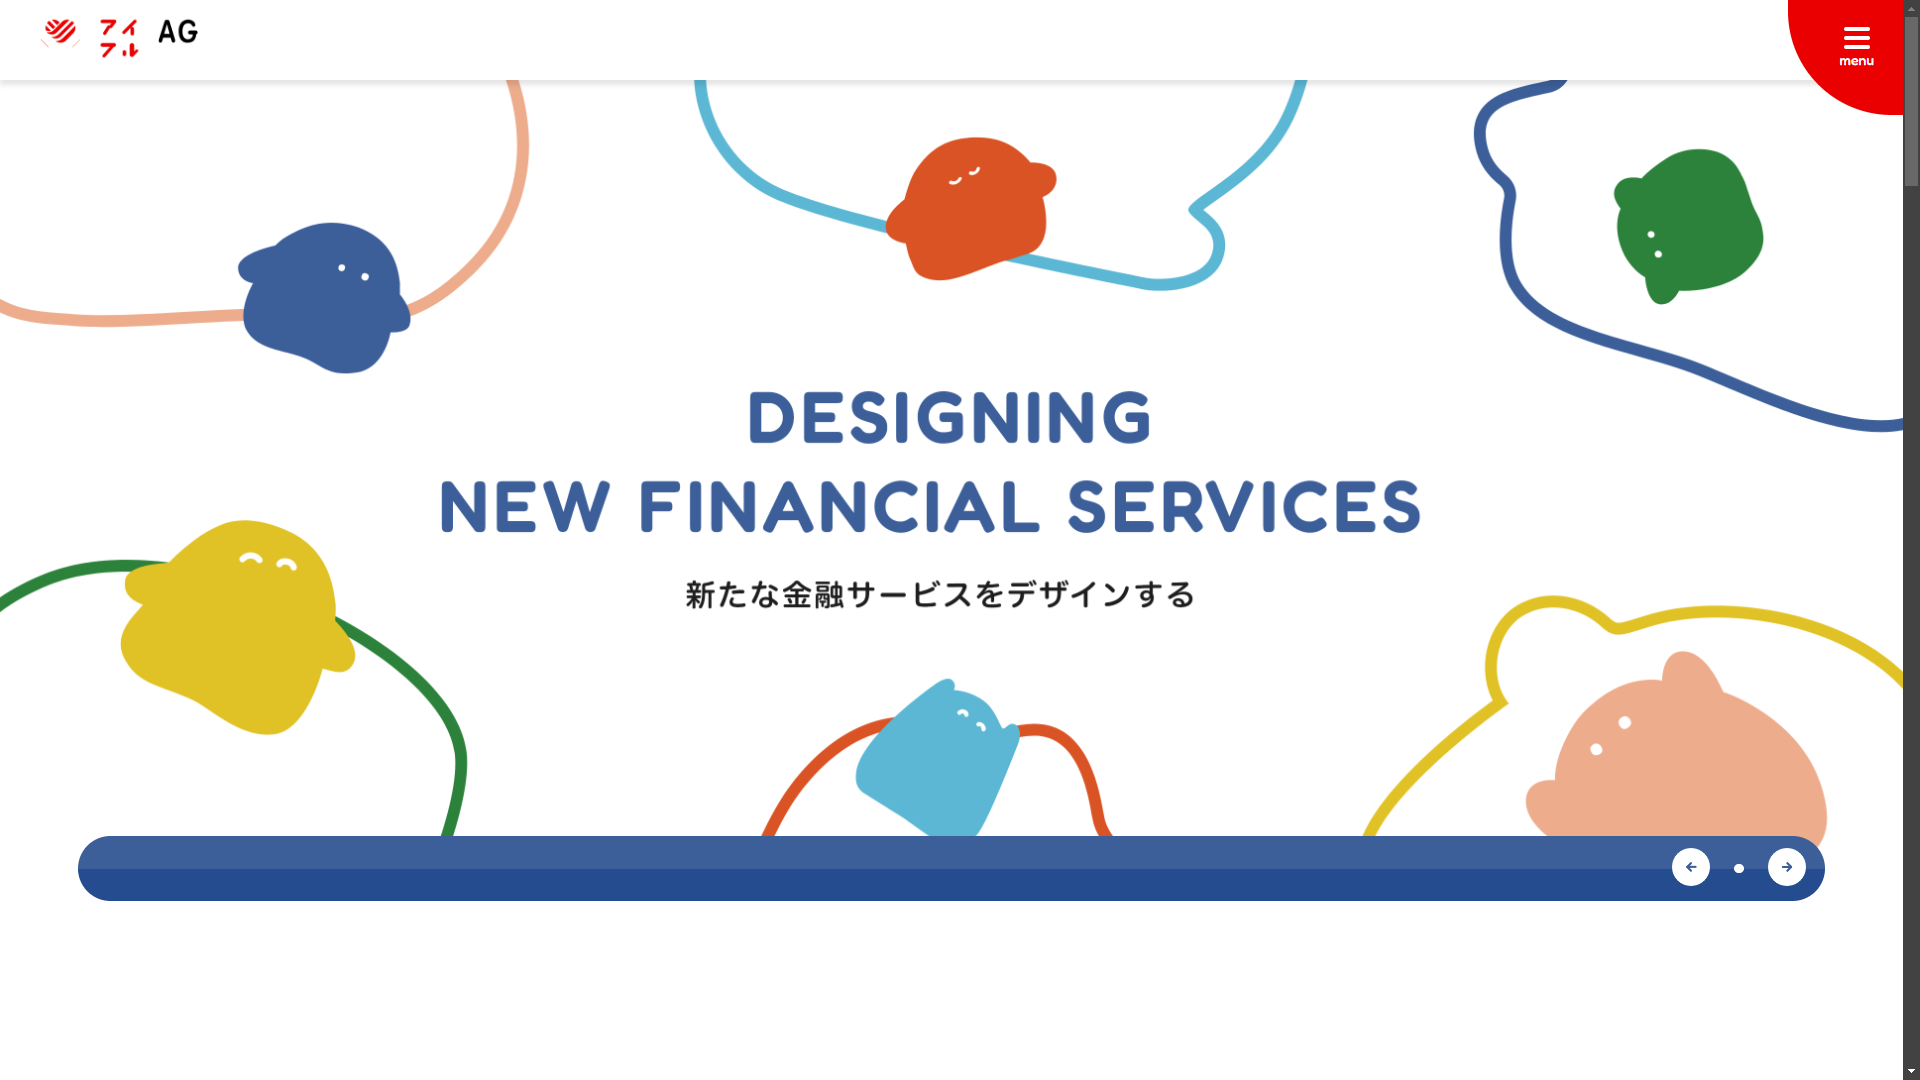 アイ
フル
AG
menu
DESIGNING
NEW FINANCIAL SERVICES
新たな金融サービスをデザインする